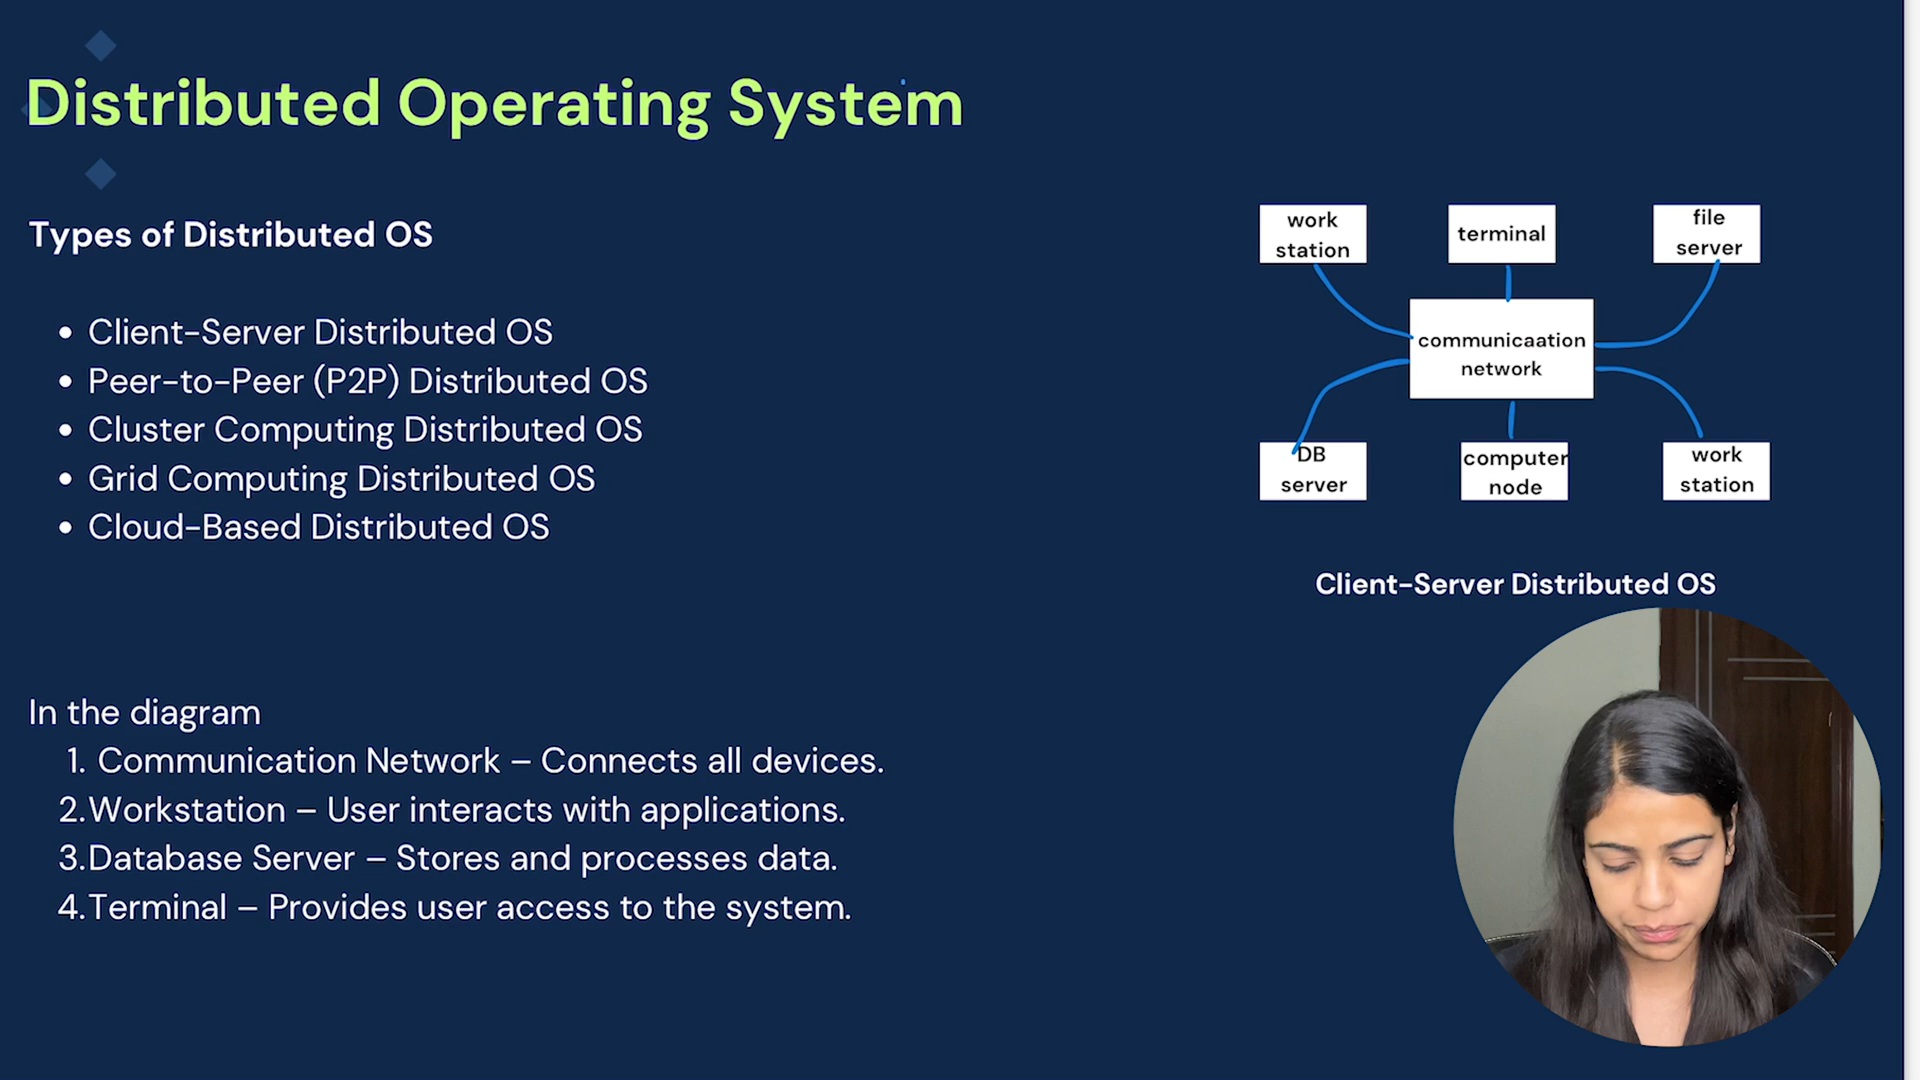 Distributed Operating System
Types of Distributed OS
• Client-Server Distributed OS
• Peer-to-Peer (P2P) Distributed OS
• Cluster Computing Distributed OS
• Grid Computing Distributed OS
• Cloud-Based Distributed OS
In the diagram
1. Communication Network – Connects all devices.
2.Workstation – User interacts with applications.
3.Database Server – Stores and processes data.
4.Terminal – Provides user access to the system.
work
station
terminal
file
server
communicaation
network
DB
server
computer
node
work
station
Client-Server Distributed OS